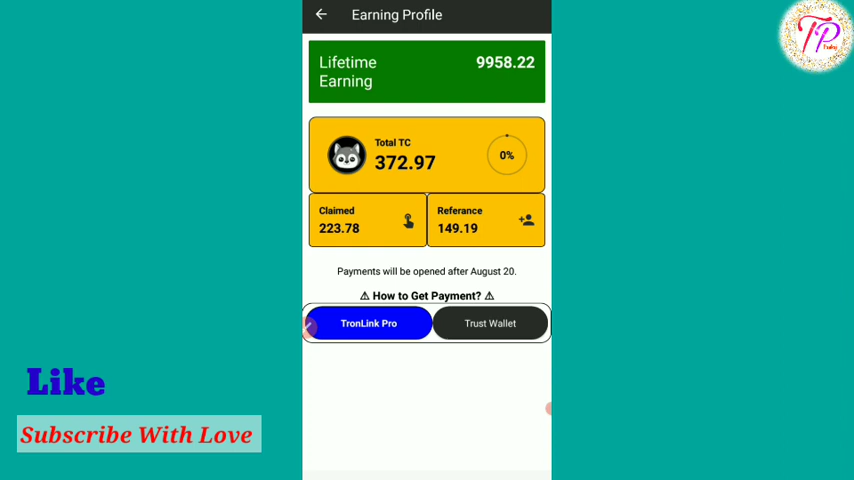 Earning Profile
TP
Lifetime
Earning
9958.22
Total TC
372.97
0%
Claimed
223.78
Referance
149.19
Payments will be opened after August 20.
⚠ How to Get Payment? ⚠
TronLink Pro
Trust Wallet
Like
Subscribe With Love